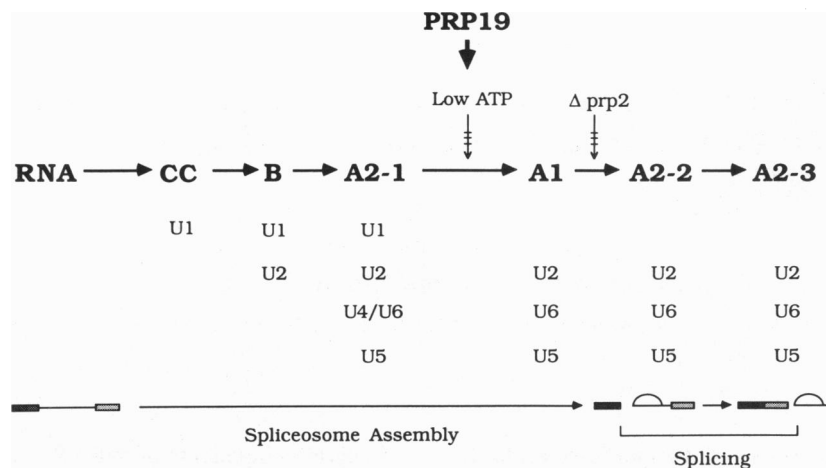 PRP19
Low ATP Δ prp2
RNA CC B A2-1 A1 A2-2 A2-3
U1 U1 U1
U2 U2 U2 U2 U2
U4/U6 U6 U6 U6
U5 U5 U5 U5
Spliceosome Assembly
Splicing